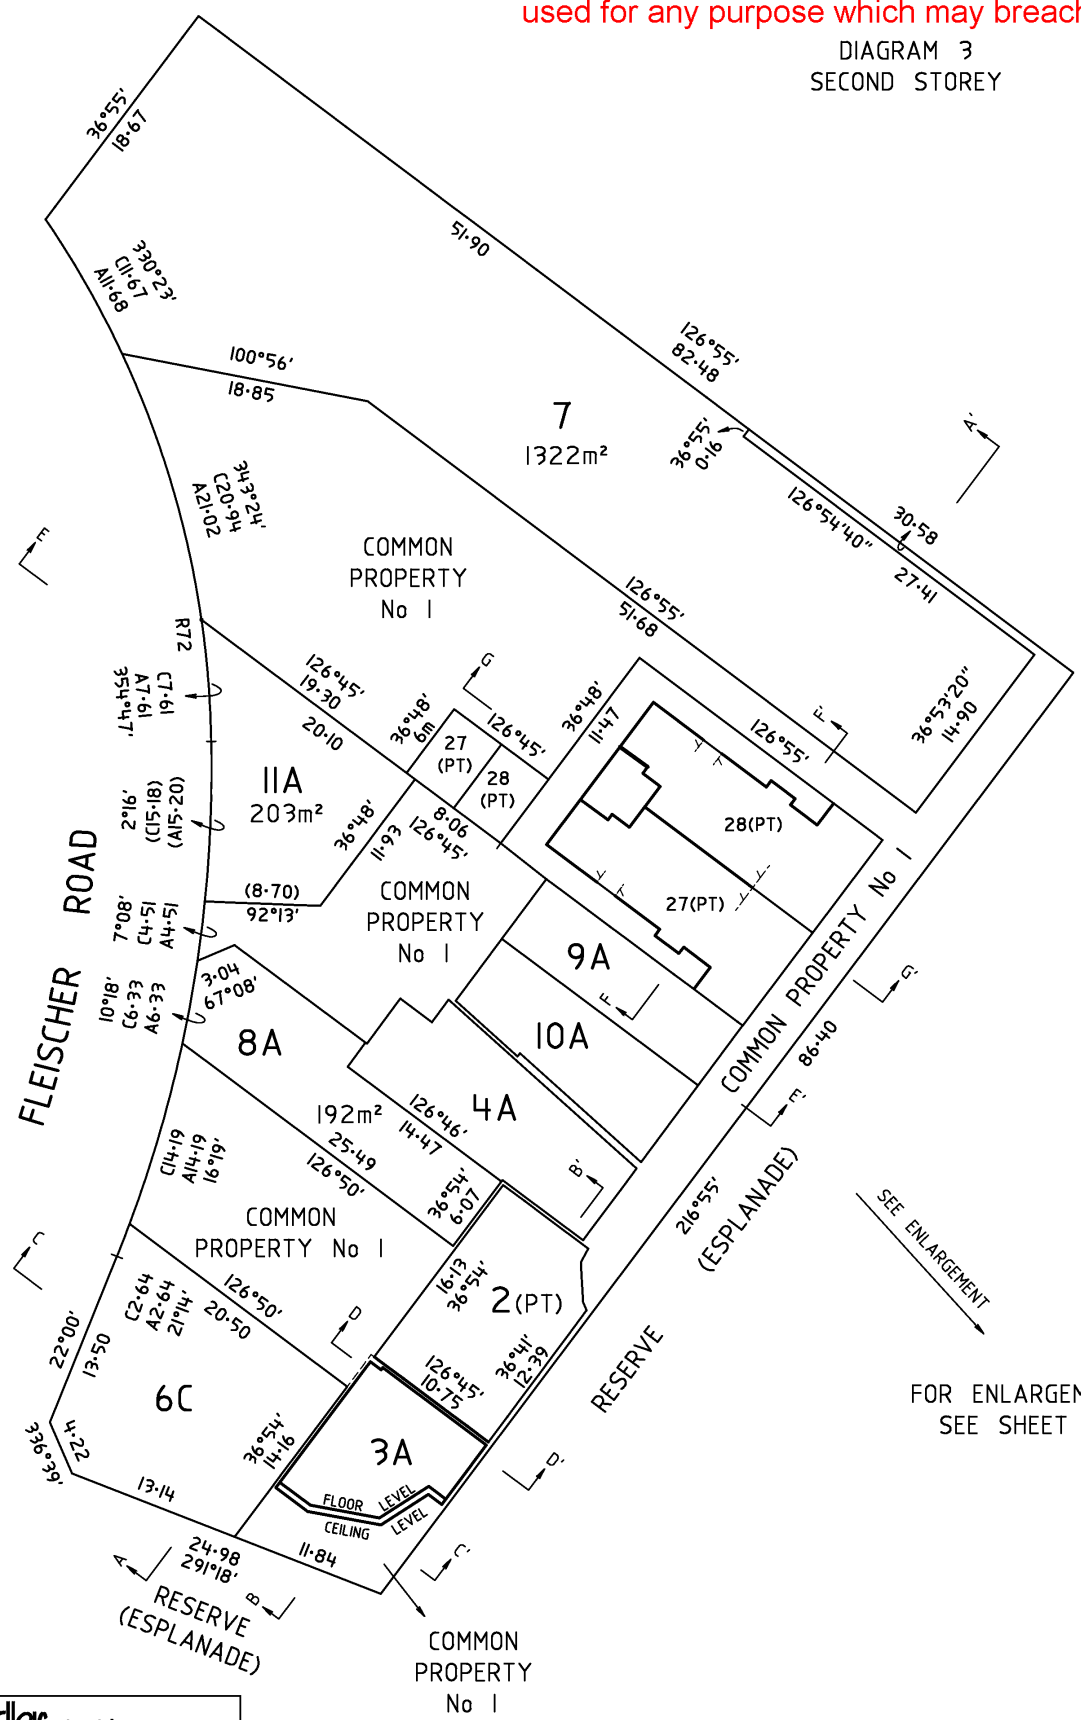 used for any purpose which may breach
DIAGRAM 3
SECOND STOREY
36°55'
18·67
51·90
330°23'
C11·67
A11·68
126°55'
82·48
100°56'
18·85
7
1322m²
36°55'
0·16
A'
126°54'40"
27·41
30·58
343°24'
C20·94
A21·02
COMMON
PROPERTY
No 1
E
126°55'
51·68
R72
C7·61
A7·61
354°47'
126°45'
19·30
20·10
G
36°48'
6m
126°45'
36°48'
11·47
F'
126°55'
36°53'20"
14·90
27
(PT)
28
(PT)
11A
203m²
2°16'
(C15·18)
(A15·20)
36°48'
11·93
8·06
126°45'
28(PT)
27(PT)
(8·70)
92°13'
COMMON
PROPERTY
No 1
7°08'
C4·51
A4·51
FLEISCHER ROAD
3·04
67°08'
10°18'
C6·33
A6·33
8A
9A
F
10A
COMMON PROPERTY No 1
G'
86·40
E'
4A
192m²
126°46'
14·47
25·49
126°50'
36°54'
6·07
B'
C14·19
A14·19
16°19'
216°55'
(ESPLANADE)
RESERVE
SEE ENLARGEMENT
COMMON
PROPERTY No 1
C
16·13
36°54'
2(PT)
C2·64
A2·64
21°14'
126°50'
20·50
D
22°00'
13·50
36°41'
12·39
126°45'
10·75
6C
FOR ENLARGEM
SEE SHEET
4·22
336°39'
36°54'
14·16
3A
D'
13·14
FLOOR LEVEL
CEILING LEVEL
24·98
291°18'
11·84
C'
A
B
RESERVE
(ESPLANADE)
COMMON
PROPERTY
No 1